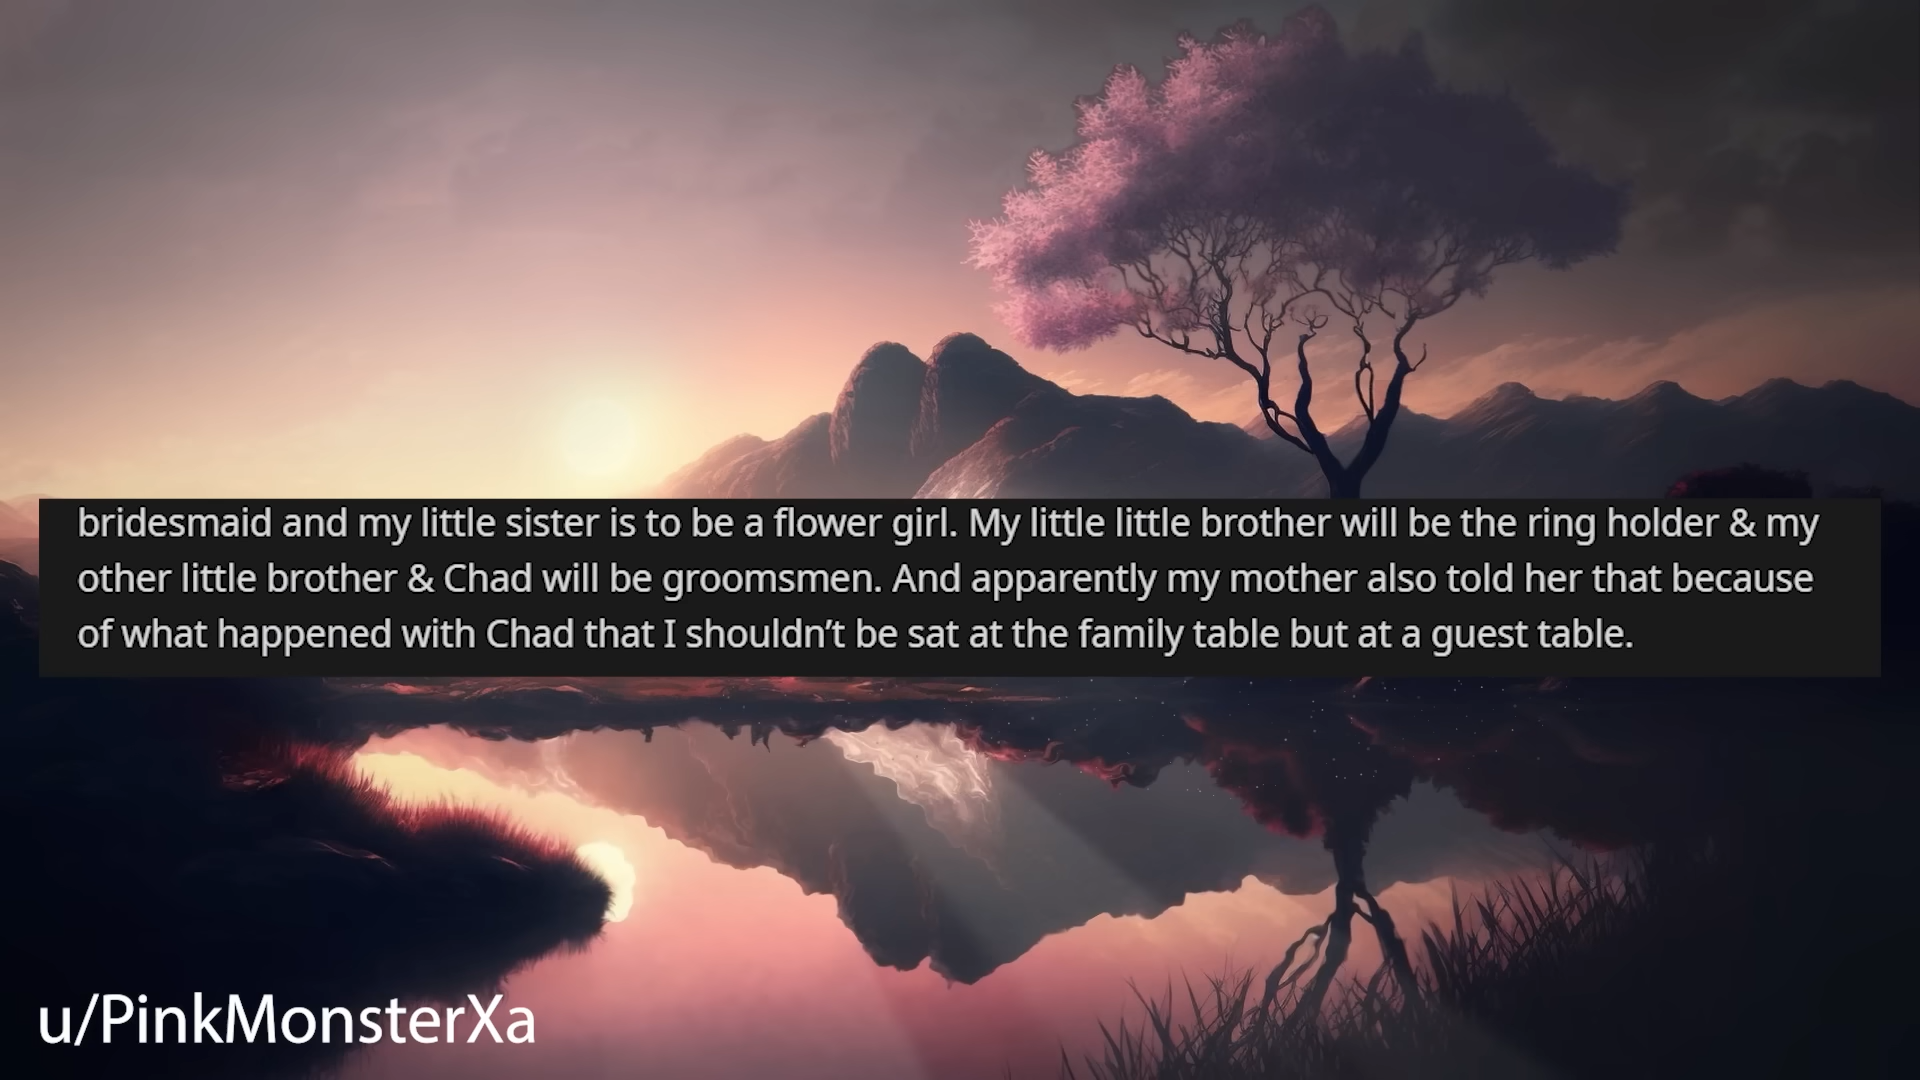 bridesmaid and my little sister is to be a flower girl. My little little brother will be the ring holder & my
other little brother & Chad will be groomsmen. And apparently my mother also told her that because
of what happened with Chad that I shouldn’t be sat at the family table but at a guest table.
u/PinkMonsterXa